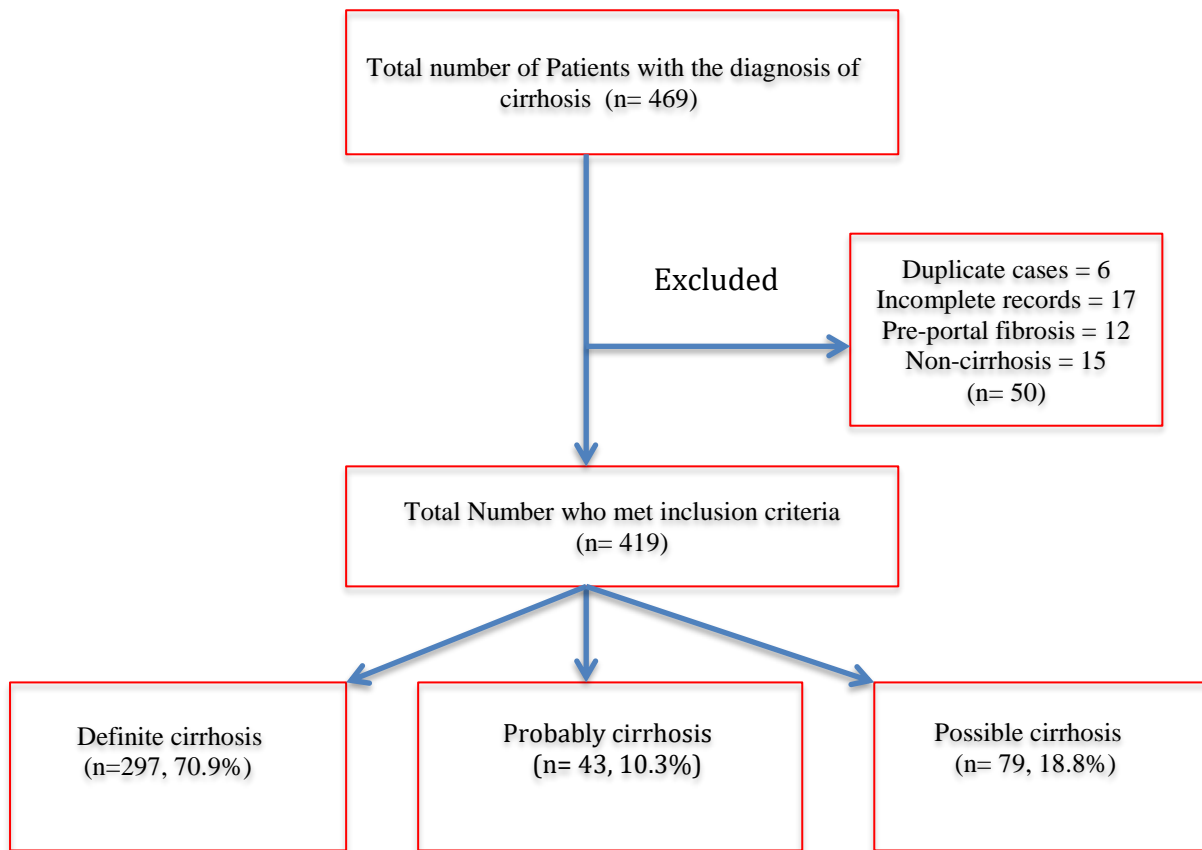 Total number of Patients with the diagnosis of
cirrhosis (n= 469)
Excluded
Duplicate cases = 6
Incomplete records = 17
Pre-portal fibrosis = 12
Non-cirrhosis = 15
(n= 50)
Total Number who met inclusion criteria
(n= 419)
Definite cirrhosis
(n=297, 70.9%)
Probably cirrhosis
(n= 43, 10.3%)
Possible cirrhosis
(n= 79, 18.8%)